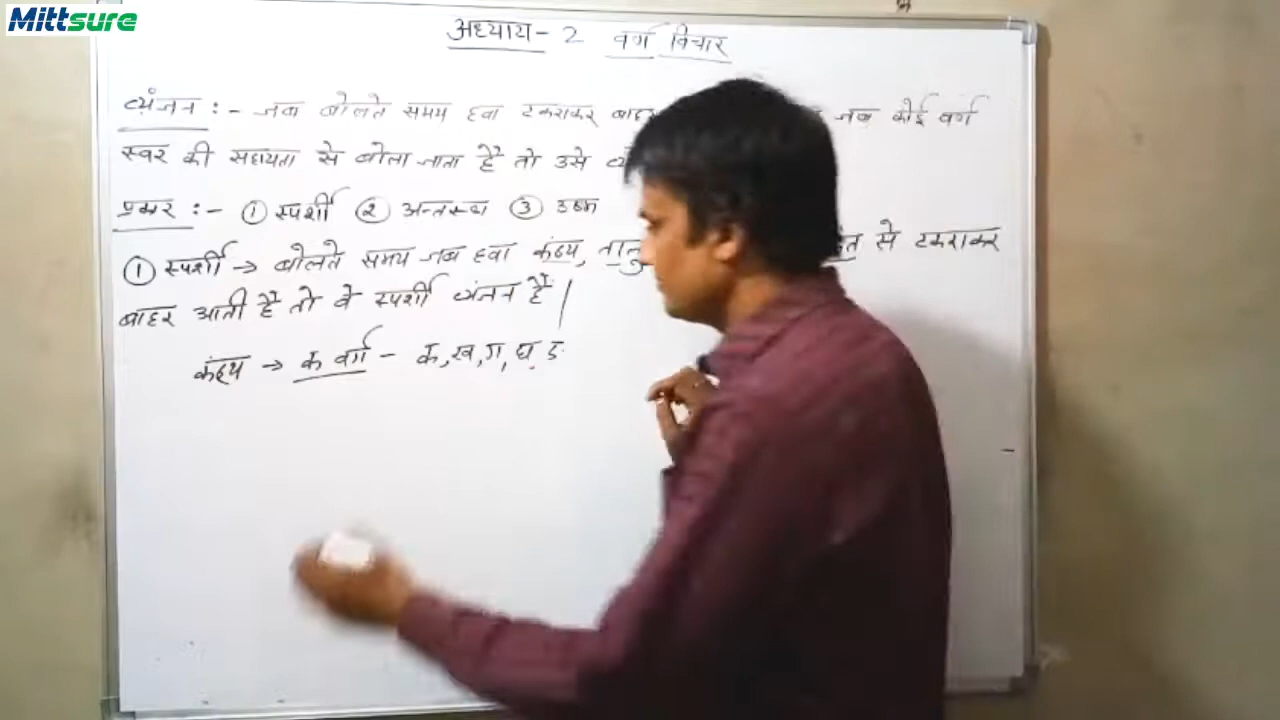 Mittsure
अध्याय - 2 वर्ण विचार
व्यंजन :- जब बोलते समय हवा टकराकर बाहर जब कोई वर्ण
स्वर की सहायता से बोला जाता है तो उसे
प्रकार :- ① स्पर्शी ② अन्तस्थ ③ उष्म
① स्पर्शी → बोलते समय जब हवा कंठय, से टकराकर
बाहर आती है तो वे स्पर्शी व्यंजन है |
कंठय → क वर्ग - क, ख, ग, घ, ङ